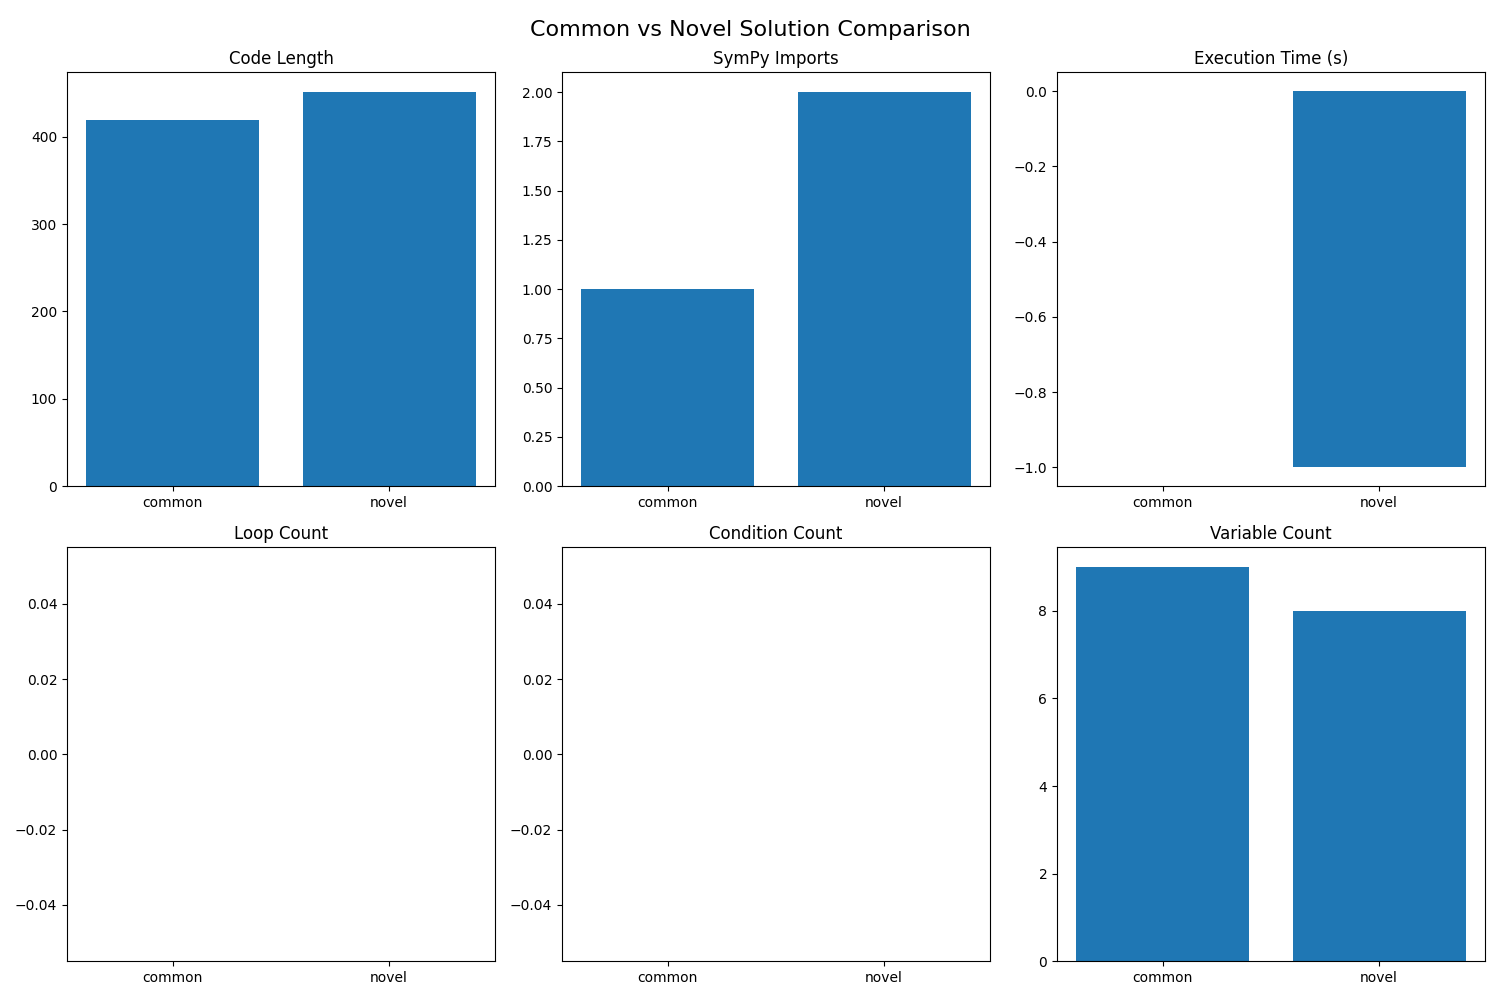 Common vs Novel Solution Comparison
Code Length
SymPy Imports
Execution Time (s)
400
300
200
100
0
common
novel
2.00
1.75
1.50
1.25
1.00
0.75
0.50
0.25
0.00
common
novel
0.0
−0.2
−0.4
−0.6
−0.8
−1.0
common
novel
Loop Count
Condition Count
Variable Count
0.04
0.02
0.00
−0.02
−0.04
common
novel
0.04
0.02
0.00
−0.02
−0.04
common
novel
8
6
4
2
0
common
novel